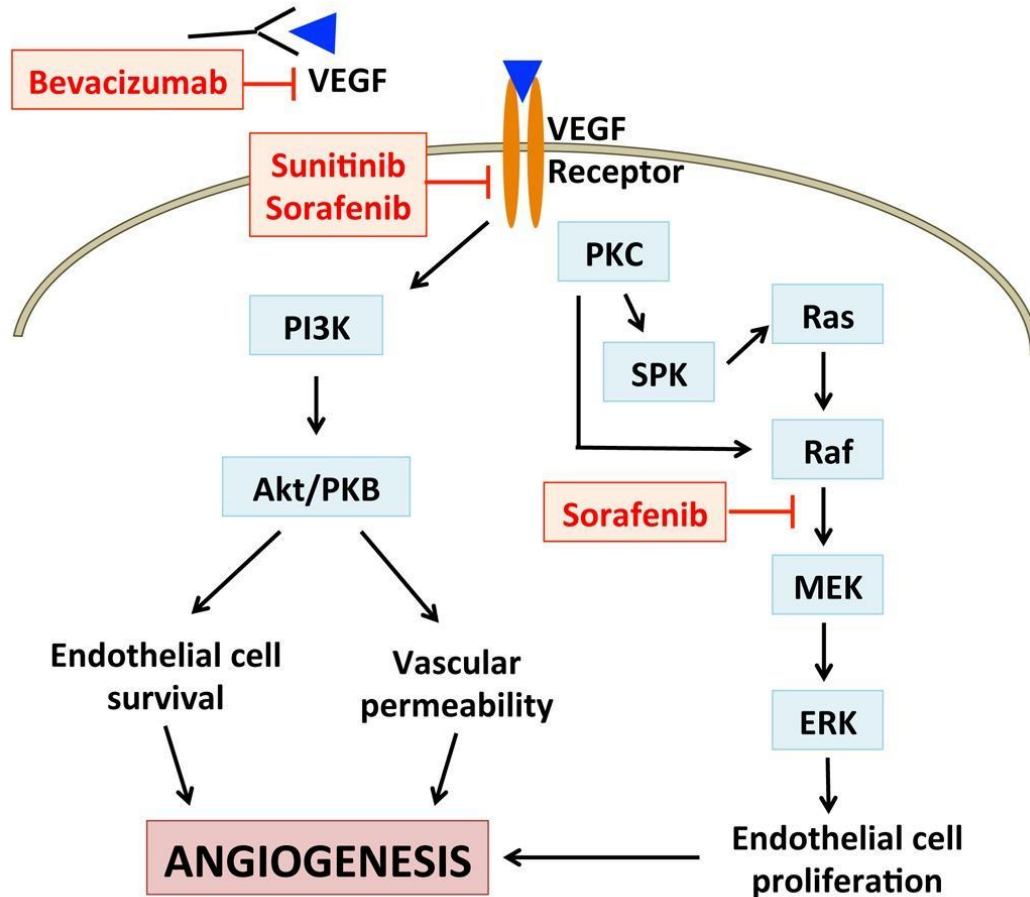 Bevacizumab
VEGF
VEGF
Receptor
Sunitinib
Sorafenib
PKC
PI3K
Ras
SPK
Raf
Akt/PKB
Sorafenib
MEK
Endothelial cell
survival
Vascular
permeability
ERK
ANGIOGENESIS
Endothelial cell
proliferation